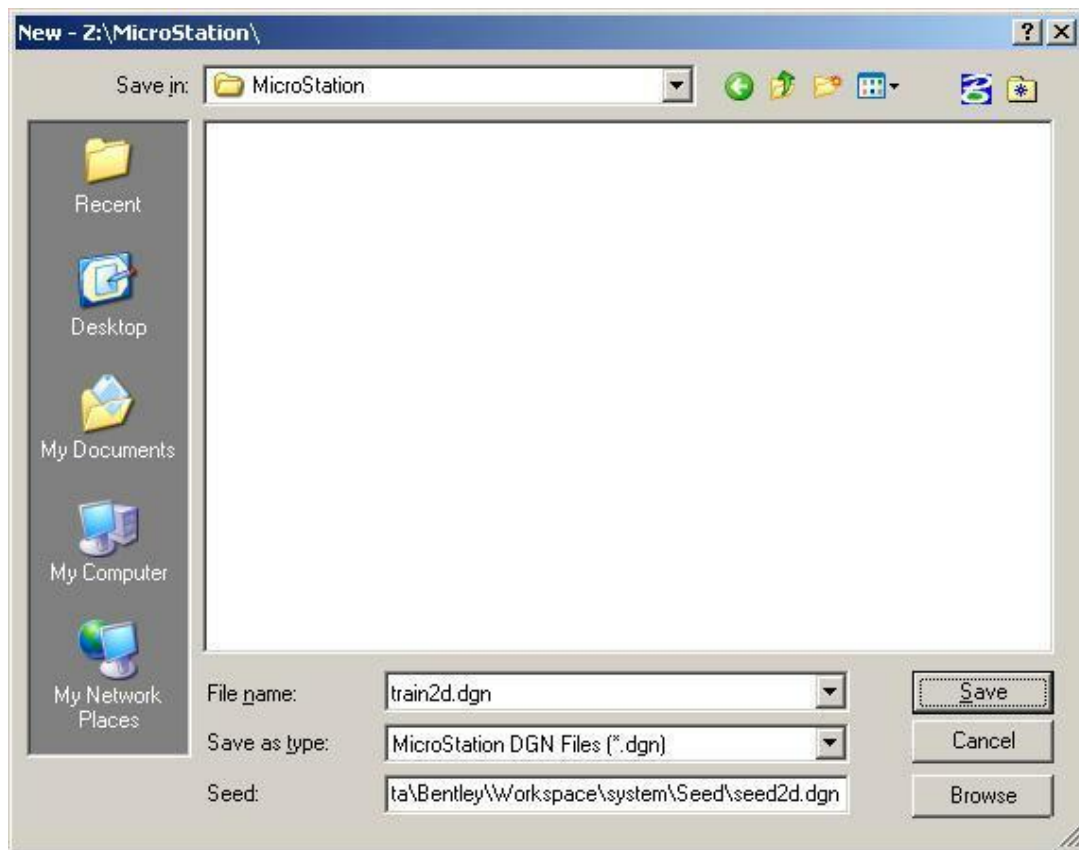 New - Z:\MicroStation\
Save in: MicroStation
Recent
Desktop
My Documents
My Computer
My Network
Places
File name: train2d.dgn Save
Save as type: MicroStation DGN Files (*.dgn) Cancel
Seed: ta\Bentley\Workspace\system\Seed\seed2d.dgn Browse